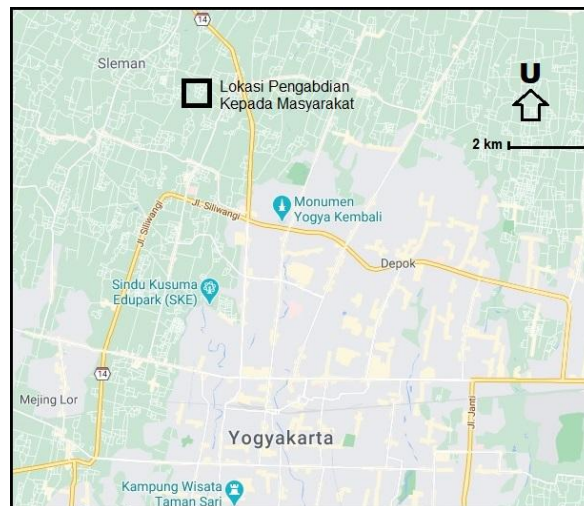 14
Sleman
Lokasi Pengabdian
Kepada Masyarakat
U
2 km
Jl. Siliwangi
Jl. Siliwangi
Monumen
Yogya Kembali
Depok
Sindu Kusuma
Edupark (SKE)
14
Mejing Lor
Jl. Janti
Yogyakarta
Kampung Wisata
Taman Sari